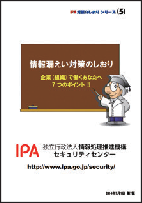 IPA 対策のしおり シリーズ (5)
情報漏えい対策のしおり
企業(組織)で働くあなたへ
7つのポイント!!
IPA 独立行政法人 情報処理推進機構
セキュリティセンター
http://www.ipa.go.jp/security/